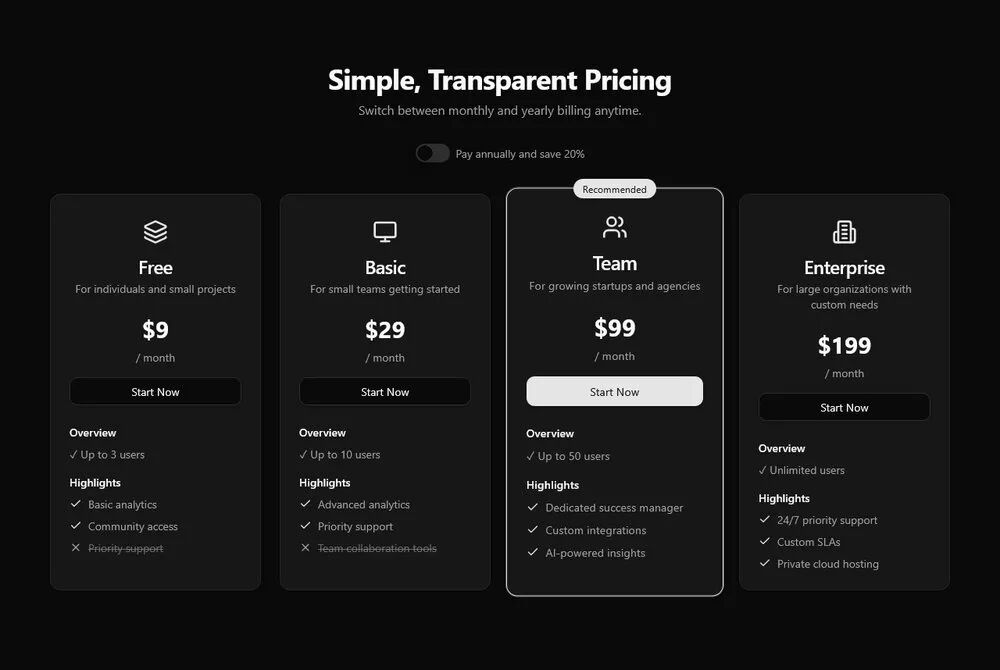 Simple, Transparent Pricing
Switch between monthly and yearly billing anytime.
Pay annually and save 20%
Free
For individuals and small projects
$9
/ month
Start Now
Overview
✓ Up to 3 users
Highlights
✓ Basic analytics
✓ Community access
✕ Priority support
Basic
For small teams getting started
$29
/ month
Start Now
Overview
✓ Up to 10 users
Highlights
✓ Advanced analytics
✓ Priority support
✕ Team collaboration tools
Recommended
Team
For growing startups and agencies
$99
/ month
Start Now
Overview
✓ Up to 50 users
Highlights
✓ Dedicated success manager
✓ Custom integrations
✓ AI-powered insights
Enterprise
For large organizations with
custom needs
$199
/ month
Start Now
Overview
✓ Unlimited users
Highlights
✓ 24/7 priority support
✓ Custom SLAs
✓ Private cloud hosting